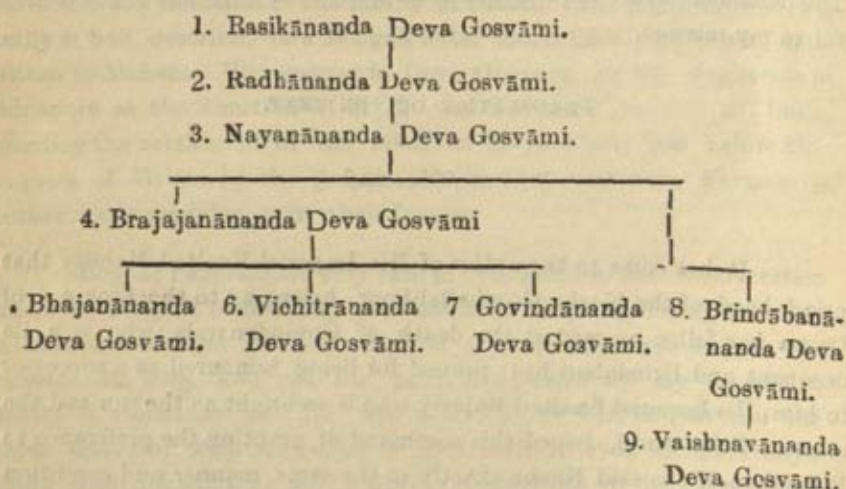 1. Rasikānanda Deva Gosvāmi.
2. Radhānanda Deva Gosvāmi.
3. Nayanānanda Deva Gosvāmi.
4. Brajajanānanda Deva Gosvāmi
. Bhajanānanda 6. Vichitrānanda 7 Govindānanda 8. Brindābanā-
Deva Gosvāmi. Deva Gosvāmi. Deva Gosvāmi. nanda Deva
Gosvāmi.
9. Vaishnavānanda
Deva Gosvāmi.